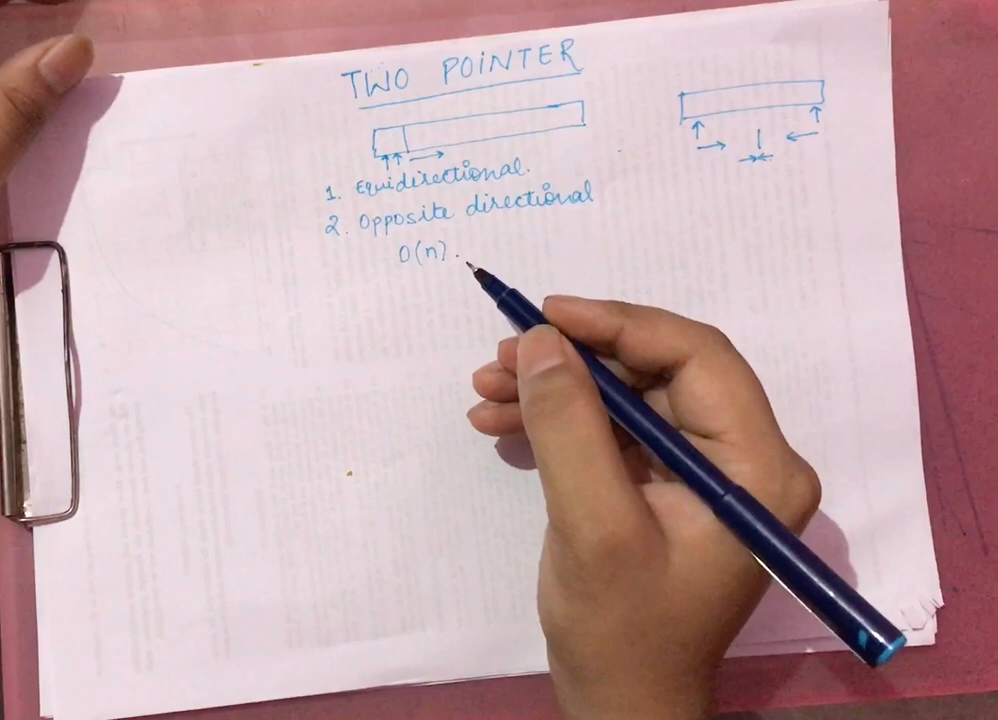 TWO POINTER
1. Equidirectional.
2. Opposite directional
O(n).